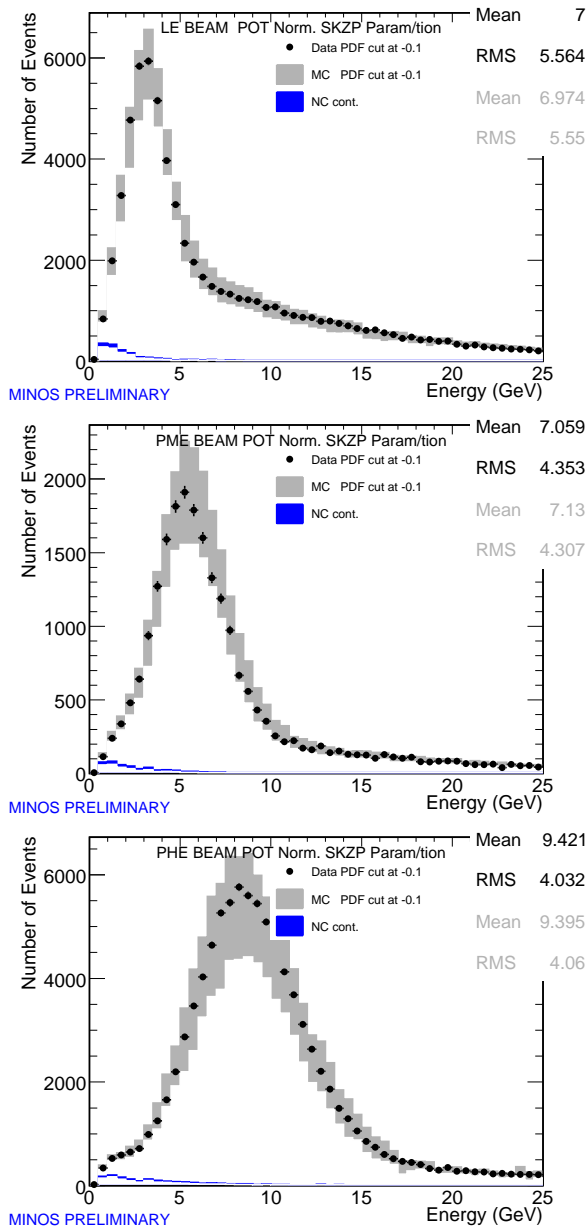 LE BEAM POT Norm. SKZP Param/tion
Mean 7
RMS 5.564
Mean 6.974
RMS 5.55
Data PDF cut at -0.1
MC PDF cut at -0.1
NC cont.
Number of Events
6000
4000
2000
0
0 5 10 15 20 25
Energy (GeV)
MINOS PRELIMINARY
PME BEAM POT Norm. SKZP Param/tion
Mean 7.059
RMS 4.353
Mean 7.13
RMS 4.307
Data PDF cut at -0.1
MC PDF cut at -0.1
NC cont.
Number of Events
2000
1500
1000
500
0
0 5 10 15 20 25
Energy (GeV)
MINOS PRELIMINARY
PHE BEAM POT Norm. SKZP Param/tion
Mean 9.421
RMS 4.032
Mean 9.395
RMS 4.06
Data PDF cut at -0.1
MC PDF cut at -0.1
NC cont.
Number of Events
6000
4000
2000
0
0 5 10 15 20 25
Energy (GeV)
MINOS PRELIMINARY